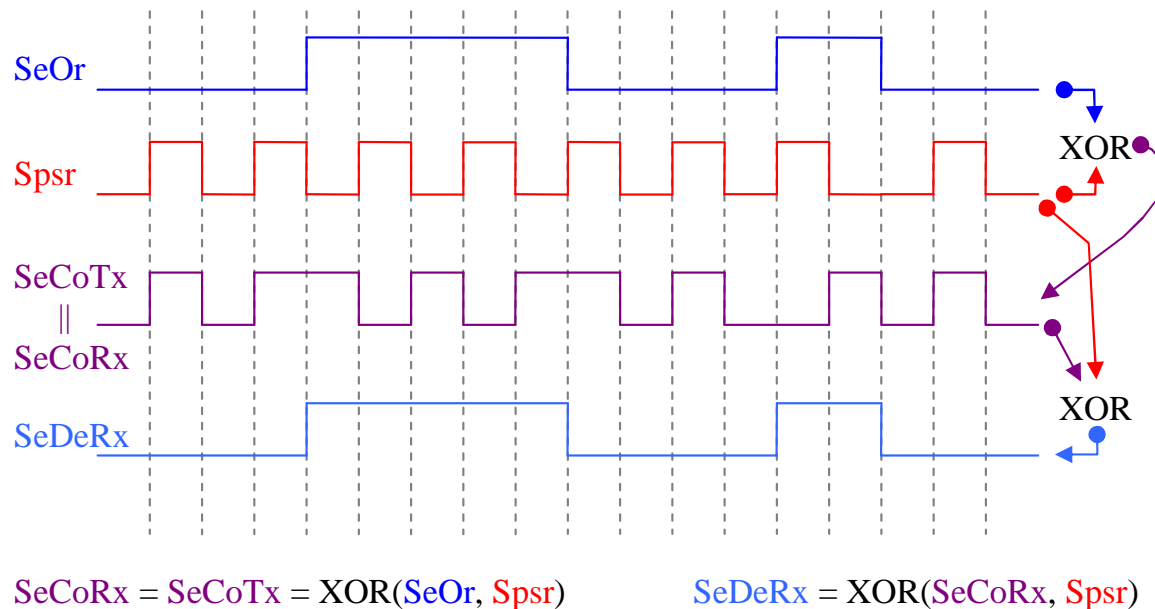 SeOr
Spsr
XOR
SeCoTx
||
SeCoRx
XOR
SeDeRx
SeCoRx = SeCoTx = XOR(SeOr, Spsr)
SeDeRx = XOR(SeCoRx, Spsr)